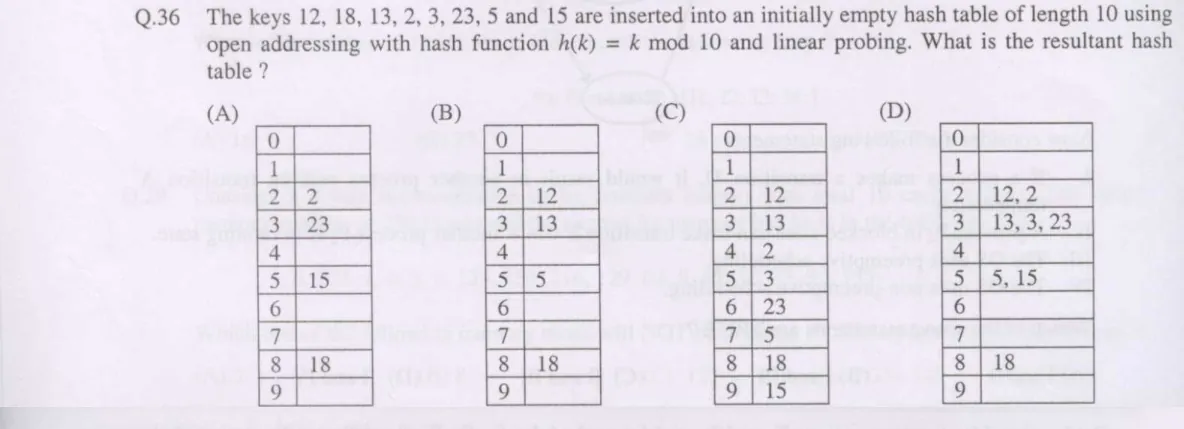 Q.36 The keys 12, 18, 13, 2, 3, 23, 5 and 15 are inserted into an initially empty hash table of length 10 using
open addressing with hash function h(k) = k mod 10 and linear probing. What is the resultant hash
table ?
(A) (B) (C) (D)
0 0 0 0
1 1 1 1
2 2 2 12 2 12 2 12, 2
3 23 3 13 3 13 3 13, 3, 23
4 4 4 2 4
5 15 5 5 5 3 5 5, 15
6 6 6 23 6
7 7 7 5 7
8 18 8 18 8 18 8 18
9 9 9 15 9